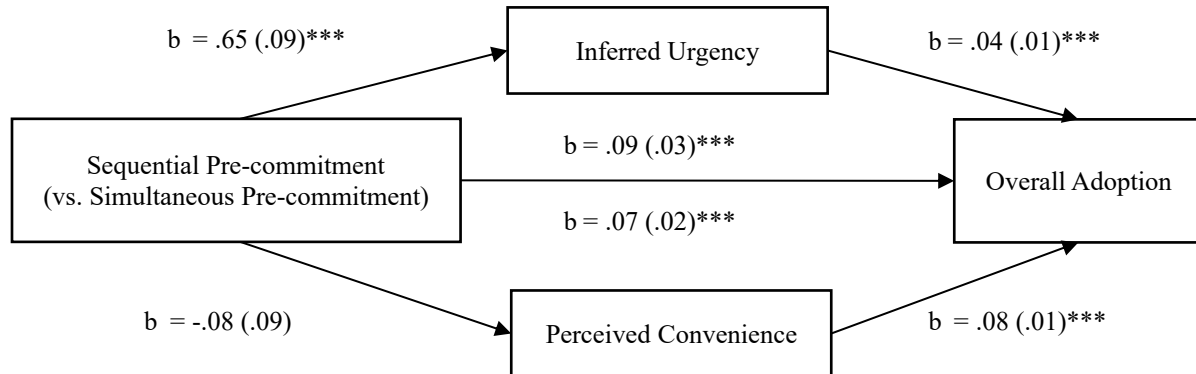 b = .65 (.09)***
Inferred Urgency
b = .04 (.01)***
Sequential Pre-commitment
(vs. Simultaneous Pre-commitment)
b = .09 (.03)***
b = .07 (.02)***
Overall Adoption
b = -.08 (.09)
Perceived Convenience
b = .08 (.01)***